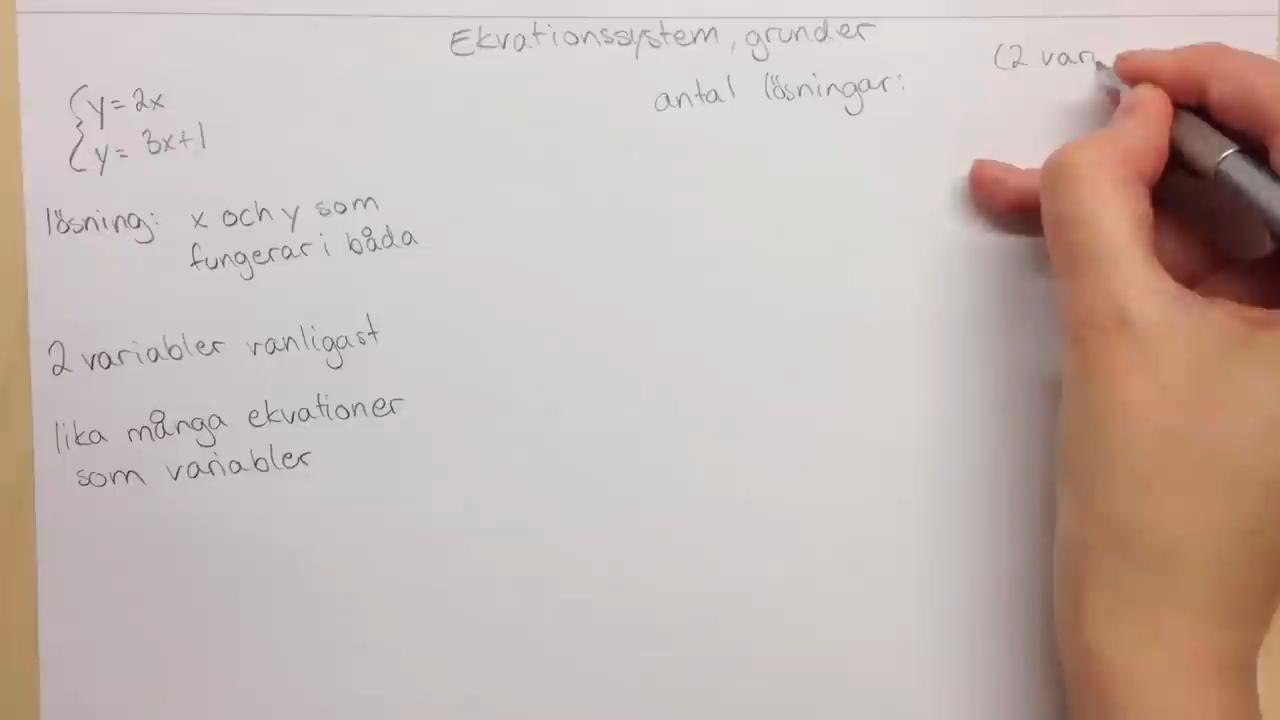 Ekvationssystem, grunder
y=2x
y=3x+1
lösning: x och y som
fungerar i båda
2 variabler vanligast
lika många ekvationer
som variabler
antal lösningar:
(2 vari